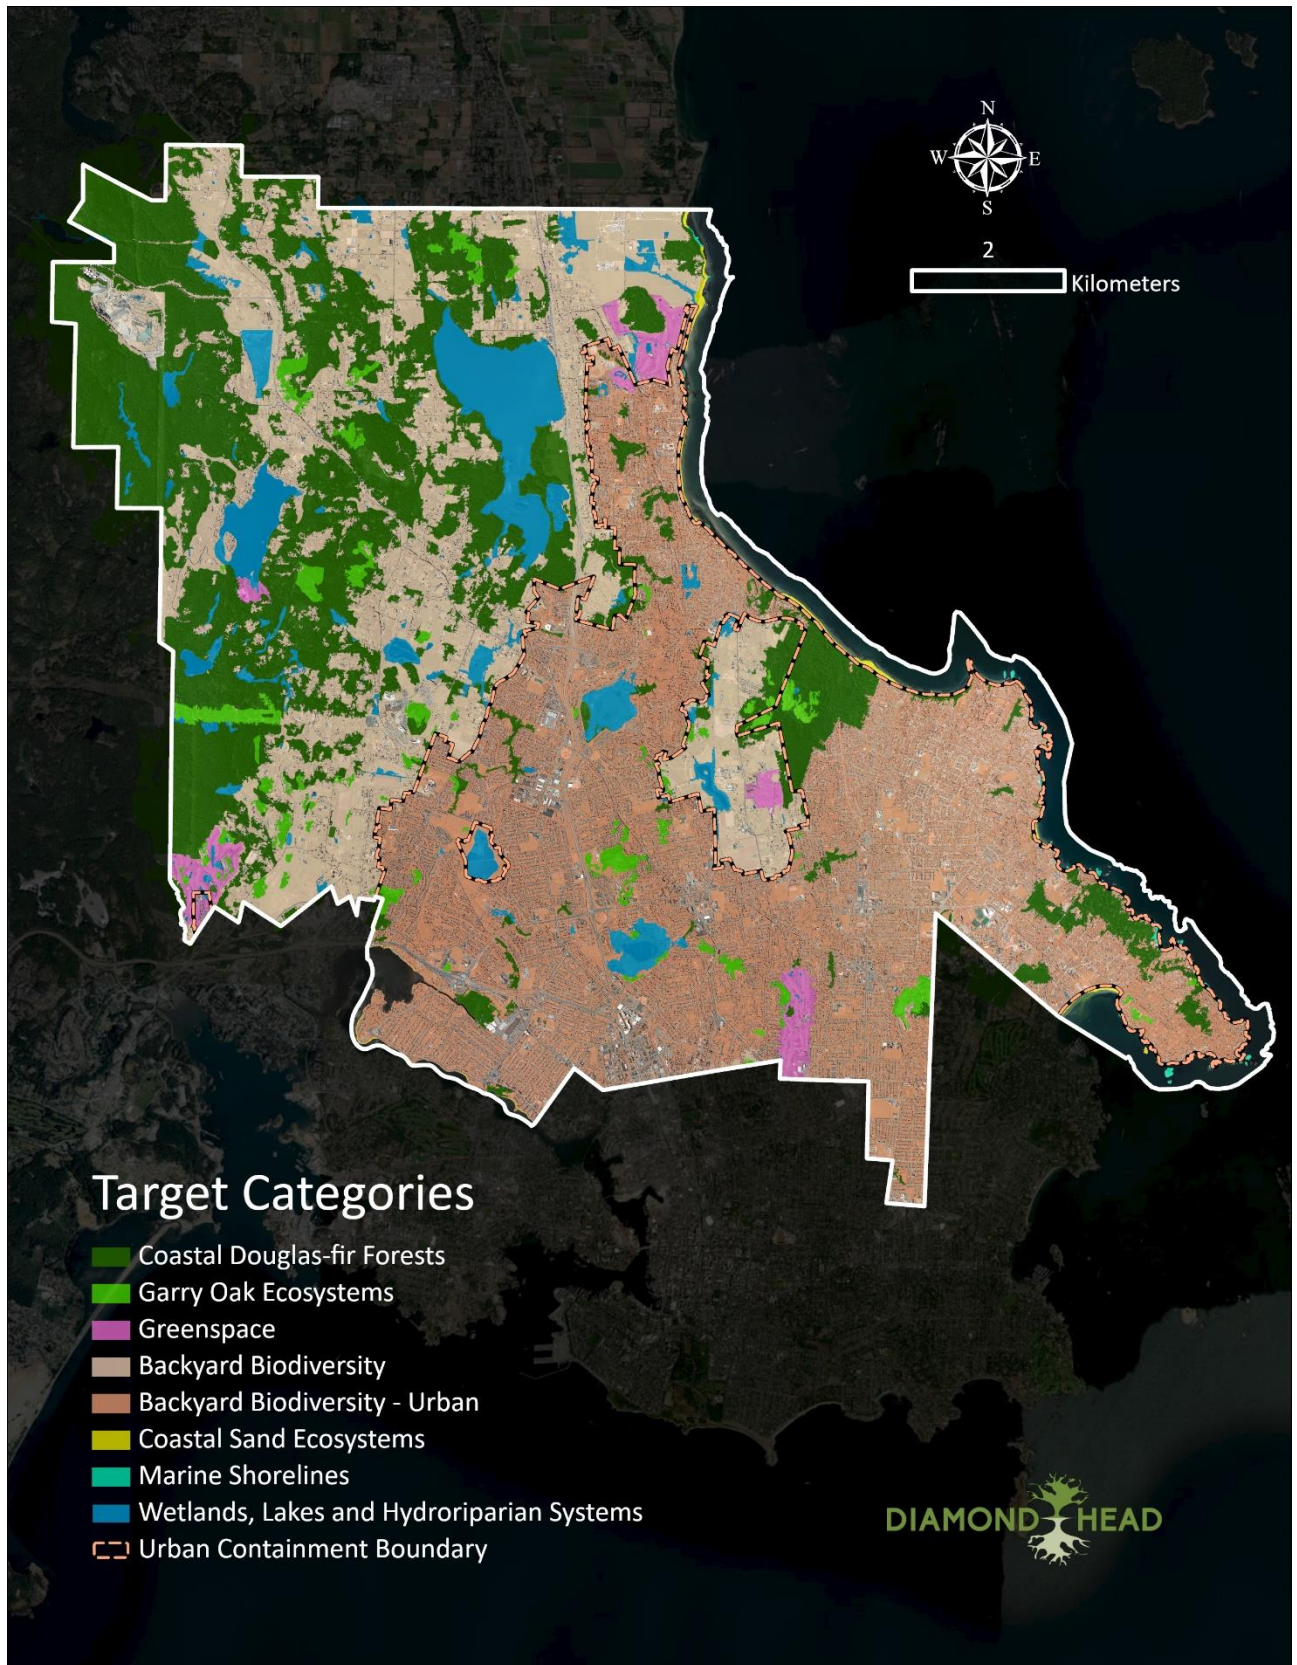 N
W E
S
2
Kilometers
Target Categories
Coastal Douglas-fir Forests
Garry Oak Ecosystems
Greenspace
Backyard Biodiversity
Backyard Biodiversity - Urban
Coastal Sand Ecosystems
Marine Shorelines
Wetlands, Lakes and Hydroriparian Systems
Urban Containment Boundary
DIAMOND HEAD